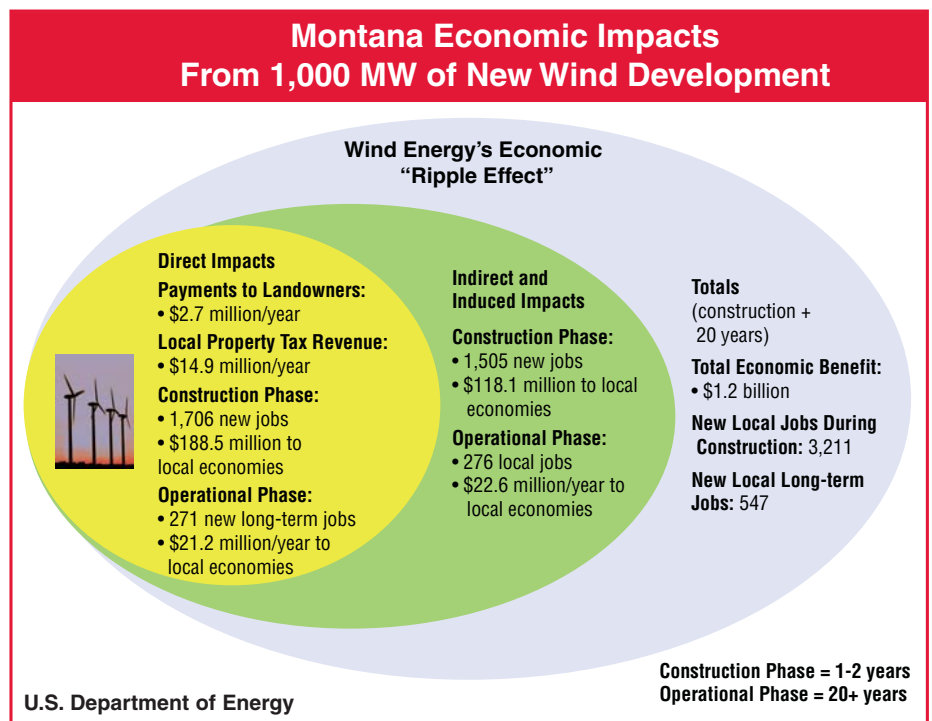 Montana Economic Impacts
From 1,000 MW of New Wind Development
Wind Energy’s Economic
“Ripple Effect”
Direct Impacts
Payments to Landowners:
• $2.7 million/year
Local Property Tax Revenue:
• $14.9 million/year
Construction Phase:
• 1,706 new jobs
• $188.5 million to
local economies
Operational Phase:
• 271 new long-term jobs
• $21.2 million/year to
local economies
Indirect and
Induced Impacts
Construction Phase:
• 1,505 new jobs
• $118.1 million to local
economies
Operational Phase:
• 276 local jobs
• $22.6 million/year to
local economies
Totals
(construction +
20 years)
Total Economic Benefit:
• $1.2 billion
New Local Jobs During
Construction: 3,211
New Local Long-term
Jobs: 547
Construction Phase = 1-2 years
Operational Phase = 20+ years
U.S. Department of Energy